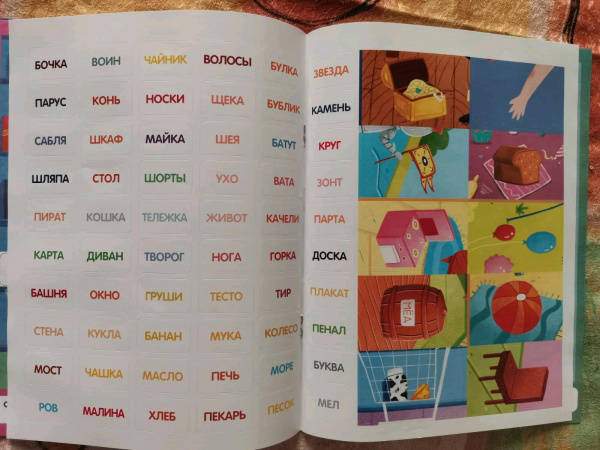 БОЧКА ВОИН ЧАЙНИК ВОЛОСЫ БУЛКА ЗВЕЗДА
ПАРУС КОНЬ НОСКИ ЩЕКА БУБЛИК КАМЕНЬ
САБЛЯ ШКАФ МАЙКА ШЕЯ БАТУТ КРУГ
ШЛЯПА СТОЛ ШОРТЫ УХО ВАТА ЗОНТ
ПИРАТ КОШКА ТЕЛЕЖКА ЖИВОТ КАЧЕЛИ ПАРТА
КАРТА ДИВАН ТВОРОГ НОГА ГОРКА ДОСКА
БАШНЯ ОКНО ГРУШИ ТЕСТО ТИР ПЛАКАТ
СТЕНА КУКЛА БАНАН МУКА КОЛЕСО ПЕНАЛ
МОСТ ЧАШКА МАСЛО ПЕЧЬ МОРЕ БУКВА
РОВ МАЛИНА ХЛЕБ ПЕКАРЬ ПЕСОК МЕЛ
МЁД